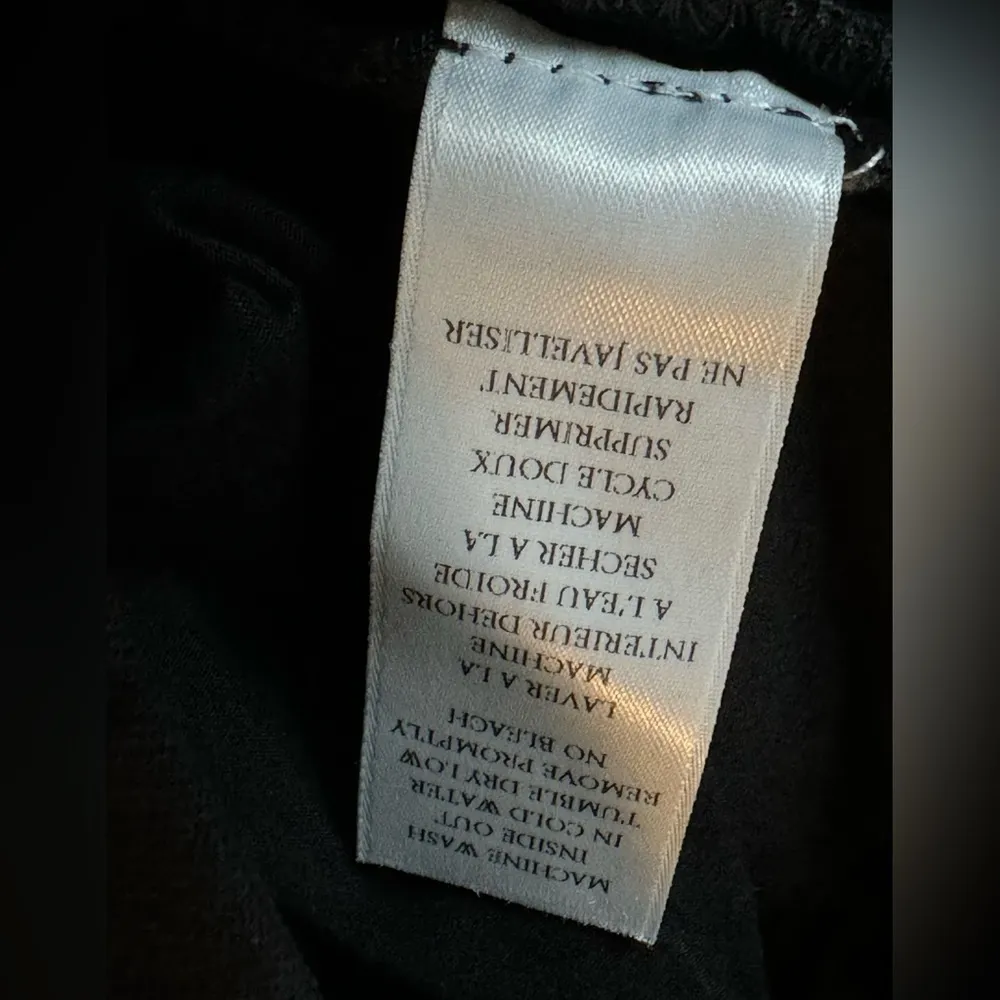 MACHINE WASH
INSIDE OUT
IN COLD WATER
TUMBLE DRY LOW
REMOVE PROMPTLY
NO BLEACH
LAVER A LA
MACHINE
INTERIEUR DEHORS
A L'EAU FROIDE
SECHER A LA
MACHINE
CYCLE DOUX
SUPPRIMER
RAPIDEMENT
NE PAS JAVELLISER